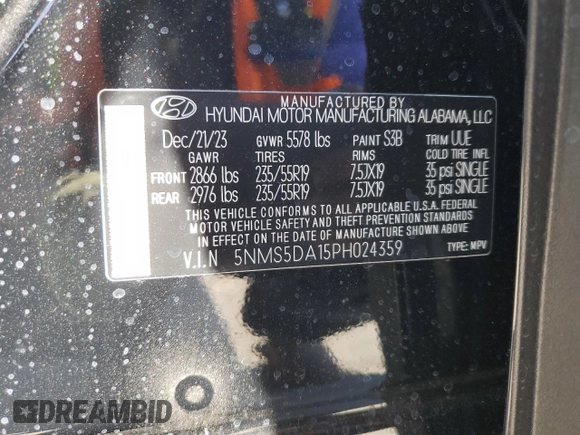 MANUFACTURED BY
HYUNDAI MOTOR MANUFACTURING ALABAMA, LLC
Dec/21/23 GVWR 5578 lbs PAINT S3B TRIM UUE
GAWR TIRES RIMS COLD TIRE INFL
FRONT 2866 lbs 235/55R19 7.5JX19 35 psi SINGLE
REAR 2976 lbs 235/55R19 7.5JX19 35 psi SINGLE
THIS VEHICLE CONFORMS TO ALL APPLICABLE U.S.A. FEDERAL
MOTOR VEHICLE SAFETY AND THEFT PREVENTION STANDARDS
IN EFFECT ON THE DATE OF MANUFACTURE SHOWN ABOVE
V.I.N 5NMS5DA15PH024359 TYPE: MPV
DREAMBID